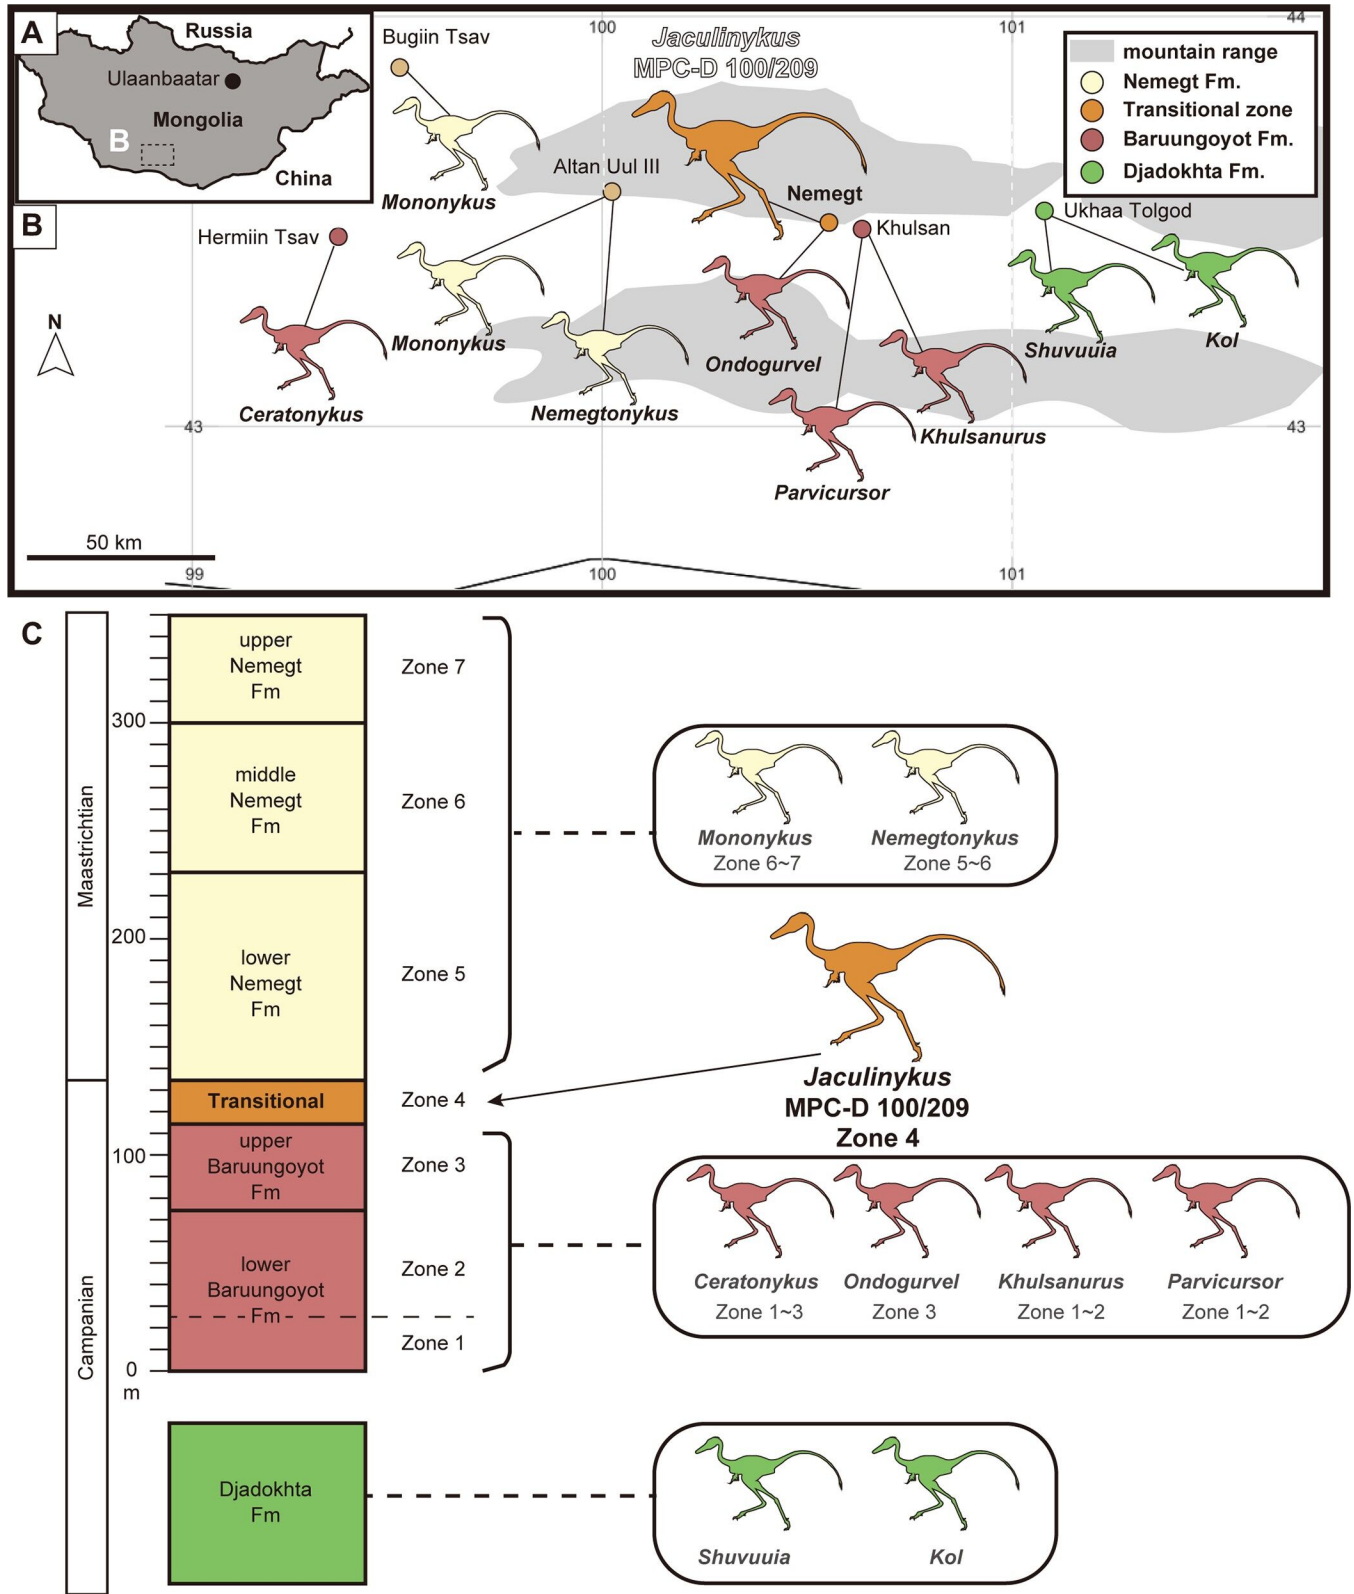 A
Russia
Ulaanbaatar
Mongolia
B
China
Bugiin Tsav
100
101
44
Jaculinykus
MPC-D 100/209
mountain range
Nemegt Fm.
Transitional zone
Baruungoyot Fm.
Djadokhta Fm.
Mononykus
Altan Uul III
Nemegt
B
Hermiin Tsav
Khulsan
Ukhaa Tolgod
N
Mononykus
Ondogurvel
Shuvuuia
Kol
Ceratonykus
Nemegtonykus
Khulsanurus
43
43
Parvicursor
50 km
99
100
101
C
Maastrichtian
Campanian
upper
Nemegt
Fm
Zone 7
300
middle
Nemegt
Fm
Zone 6
Mononykus
Zone 6~7
Nemegtonykus
Zone 5~6
200
lower
Nemegt
Fm
Zone 5
Transitional
Zone 4
Jaculinykus
MPC-D 100/209
Zone 4
100
upper
Baruungoyot
Fm
Zone 3
lower
Baruungoyot
Fm
Zone 2
Zone 1
0
m
Ceratonykus
Zone 1~3
Ondogurvel
Zone 3
Khulsanurus
Zone 1~2
Parvicursor
Zone 1~2
Djadokhta
Fm
Shuvuuia
Kol